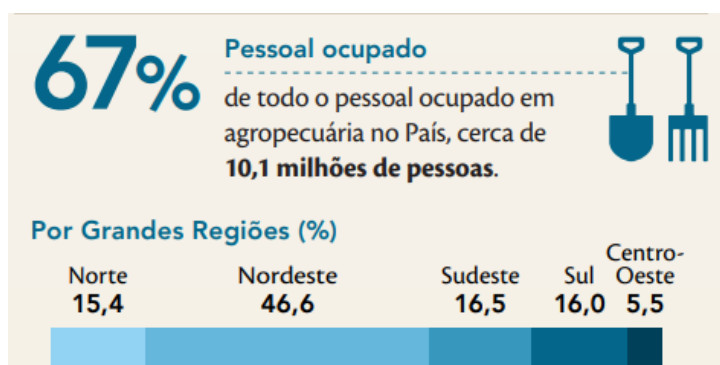 67% Pessoal ocupado
de todo o pessoal ocupado em
agropecuária no País, cerca de
10,1 milhões de pessoas.
Por Grandes Regiões (%)
Norte Nordeste Sudeste Sul Centro-
Oeste
15,4 46,6 16,5 16,0 5,5